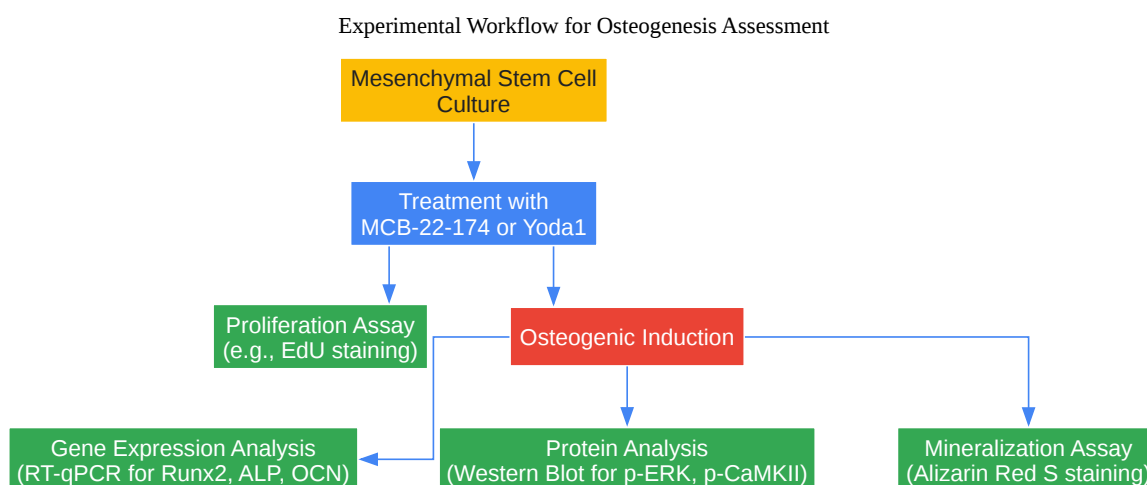 Experimental Workflow for Osteogenesis Assessment
Mesenchymal Stem Cell
Culture
Treatment with
MCB-22-174 or Yoda1
Proliferation Assay
(e.g., EdU staining)
Osteogenic Induction
Gene Expression Analysis
(RT-qPCR for Runx2, ALP, OCN)
Protein Analysis
(Western Blot for p-ERK, p-CaMKII)
Mineralization Assay
(Alizarin Red S staining)